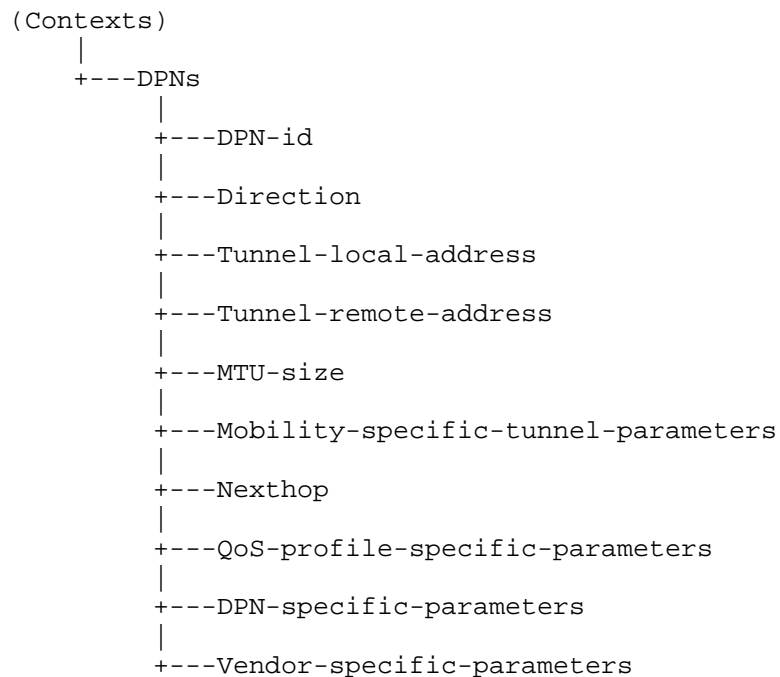 (Contexts)
|
+---DPNs
|
+---DPN-id
|
+---Direction
|
+---Tunnel-local-address
|
+---Tunnel-remote-address
|
+---MTU-size
|
+---Mobility-specific-tunnel-parameters
|
+---Nexthop
|
+---QoS-profile-specific-parameters
|
+---DPN-specific-parameters
|
+---Vendor-specific-parameters